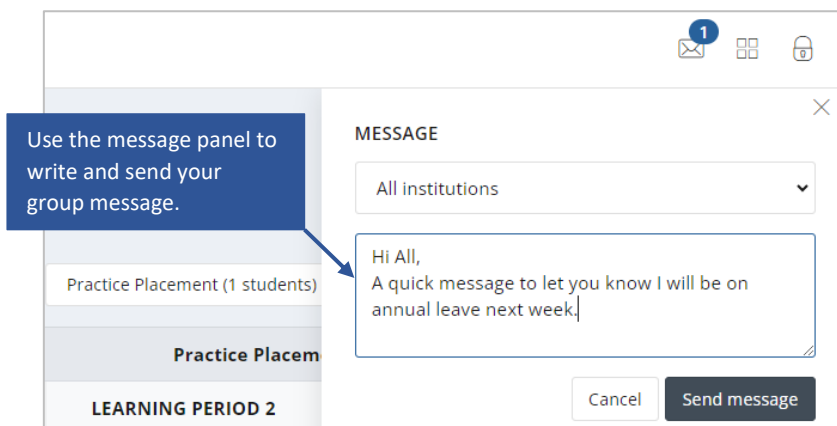 1
Use the message panel to
write and send your
group message.
MESSAGE
All institutions
Hi All,
A quick message to let you know I will be on
annual leave next week.
Practice Placement (1 students)
Practice
LEARNING PERIOD 2
Cancel
Send message